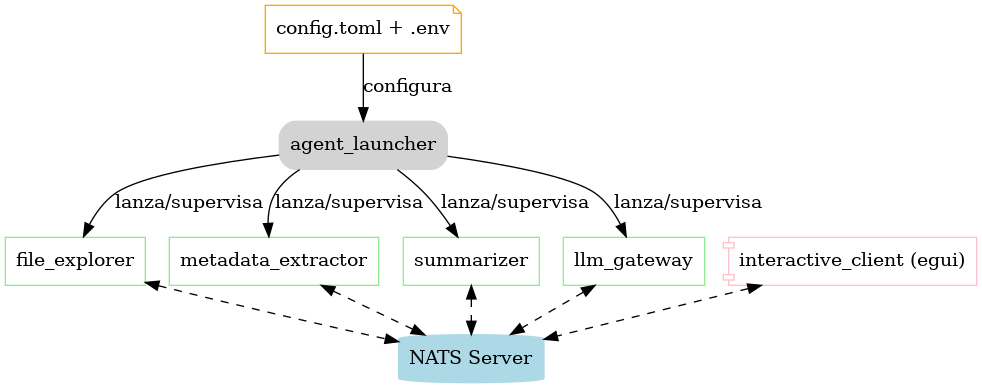 config.toml + .env
configura
agent_launcher
lanza/supervisa
lanza/supervisa
lanza/supervisa
lanza/supervisa
file_explorer
metadata_extractor
summarizer
llm_gateway
interactive_client (egui)
NATS Server